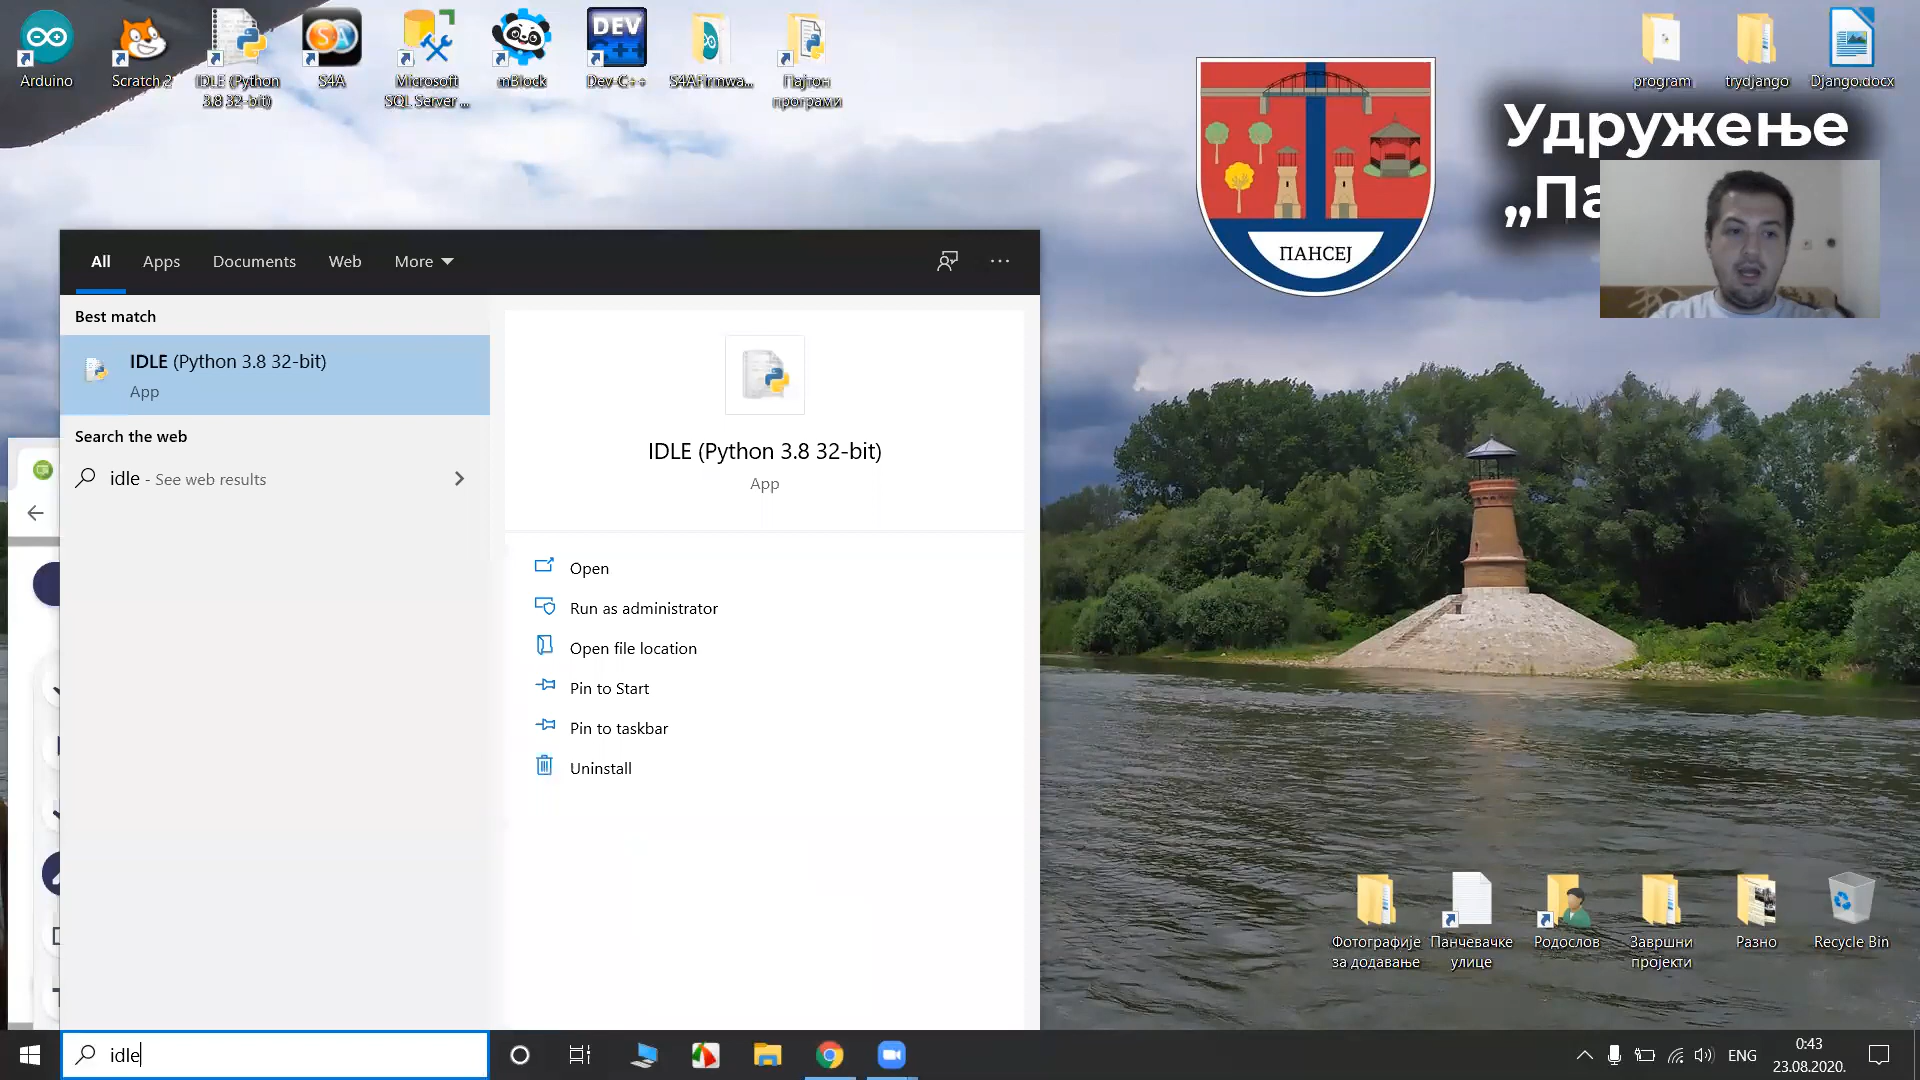 Arduino
Scratch 2
IDLE (Python
3.8 32-bit)
S4A
Microsoft
SQL Server ...
mBlock
DEV
Dev-C++
S4AFirmwa...
Пајтон
програми
program
trydjango
Django.docx
Удружење
„Па
ПАНСЕЈ
All
Apps
Documents
Web
More
Best match
IDLE (Python 3.8 32-bit)
App
Search the web
idle - See web results
IDLE (Python 3.8 32-bit)
App
Open
Run as administrator
Open file location
Pin to Start
Pin to taskbar
Uninstall
Фотографије
за додавање
Панчевачке
улице
Родослов
Завршни
пројекти
Разно
Recycle Bin
idle
ENG
0:43
23.08.2020.